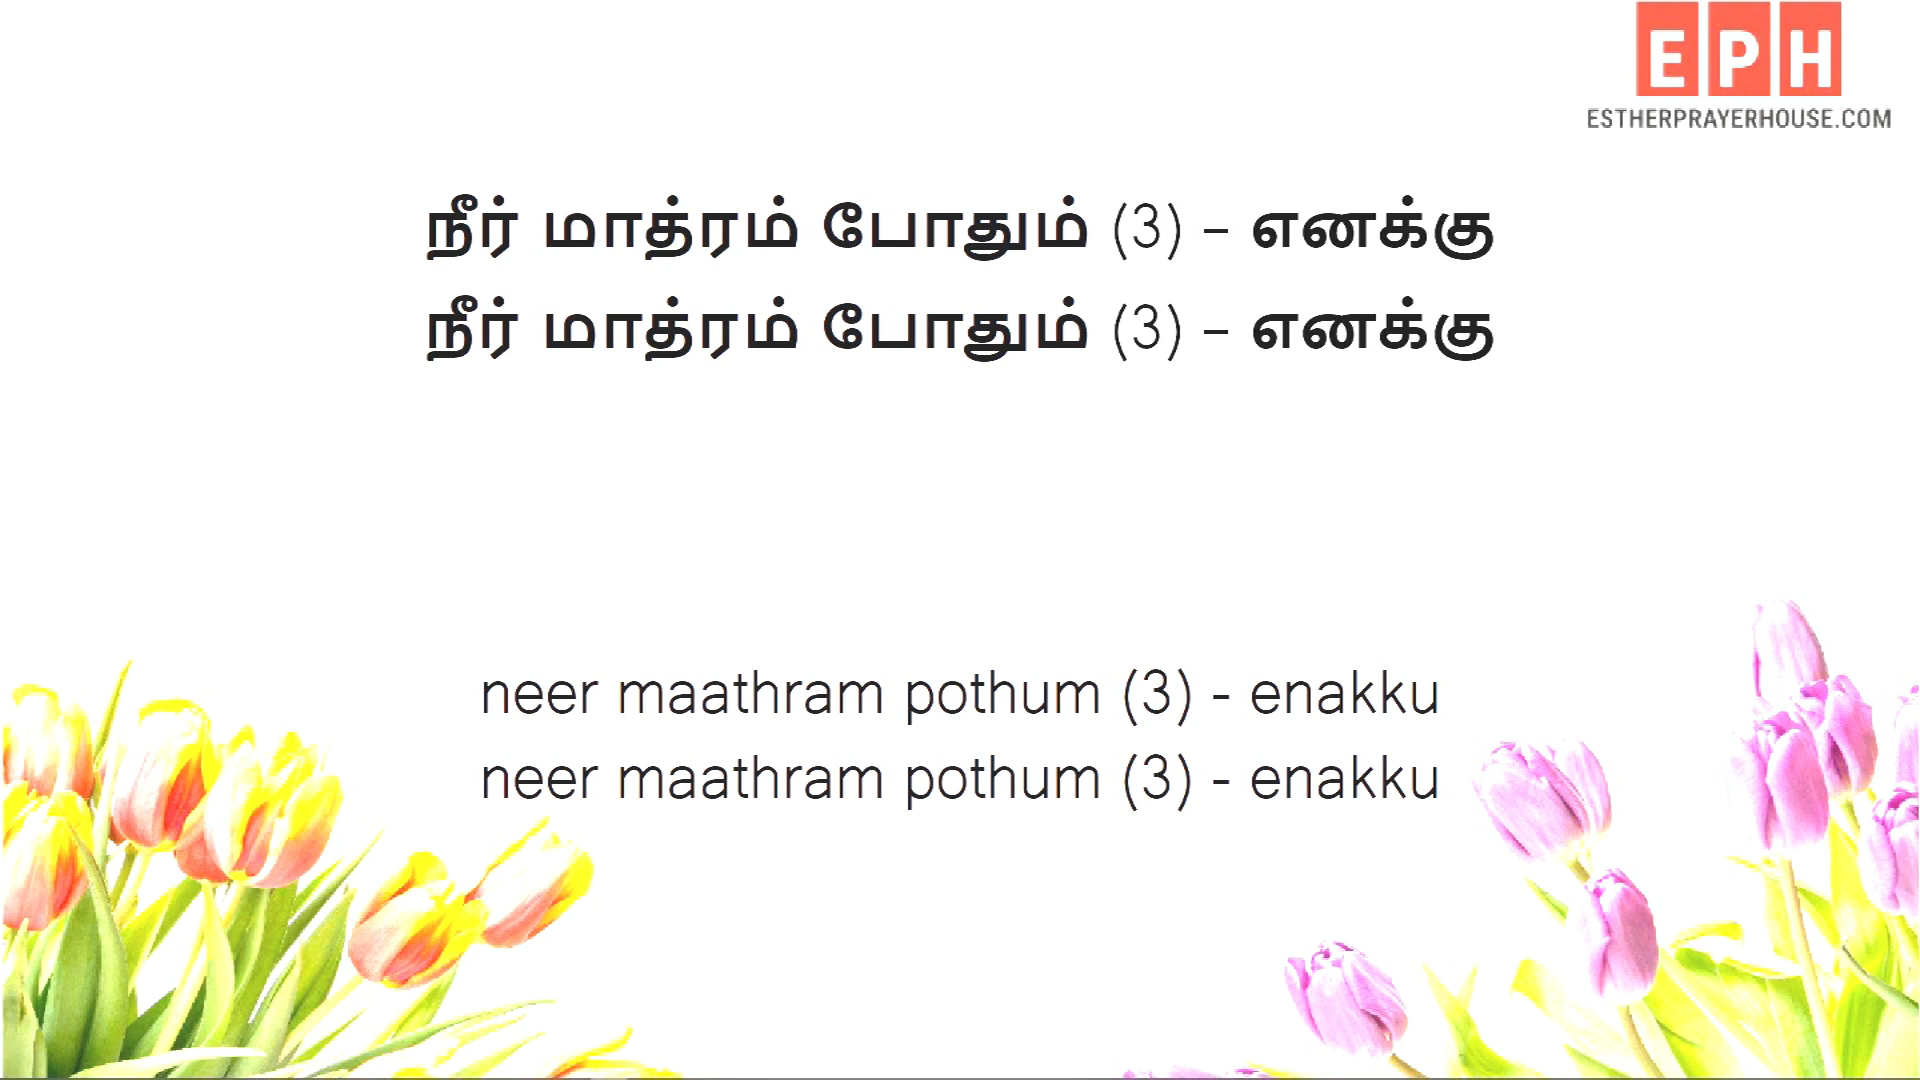 EPH
ESTHERPRAYERHOUSE.COM
நீர் மாத்ரம் போதும் (3) – எனக்கு
நீர் மாத்ரம் போதும் (3) – எனக்கு
neer maathram pothum (3) - enakku
neer maathram pothum (3) - enakku